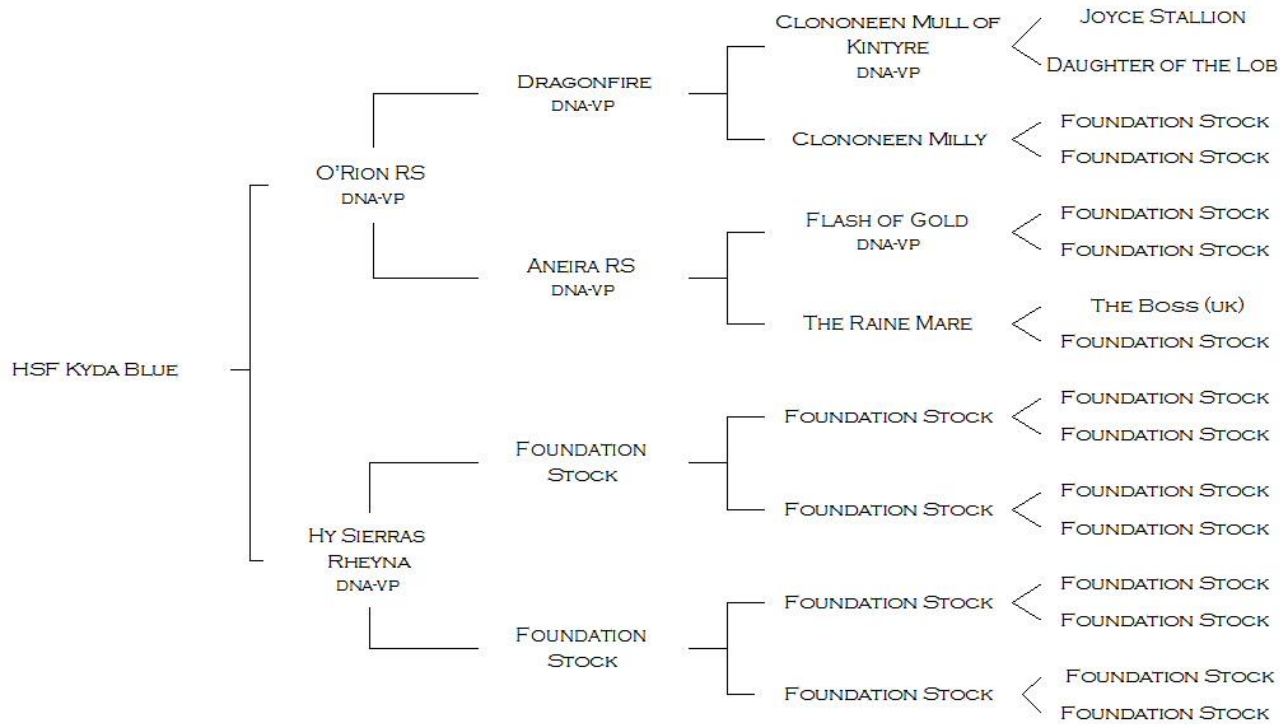 Clononeen Mull of
Kintyre
DNA-VP
Joyce Stallion
Daughter of the Lob
Dragonfire
DNA-VP
Clononeen Milly
Foundation Stock
Foundation Stock
O'Rion RS
DNA-VP
Flash of Gold
DNA-VP
Foundation Stock
Foundation Stock
Aneira RS
DNA-VP
The Raine Mare
The Boss (UK)
Foundation Stock
HSF Kyda Blue
Foundation Stock
Foundation Stock
Foundation Stock
Foundation
Stock
Foundation Stock
Foundation Stock
Foundation Stock
Hy Sierras
Rheyna
DNA-VP
Foundation Stock
Foundation Stock
Foundation Stock
Foundation
Stock
Foundation Stock
Foundation Stock
Foundation Stock